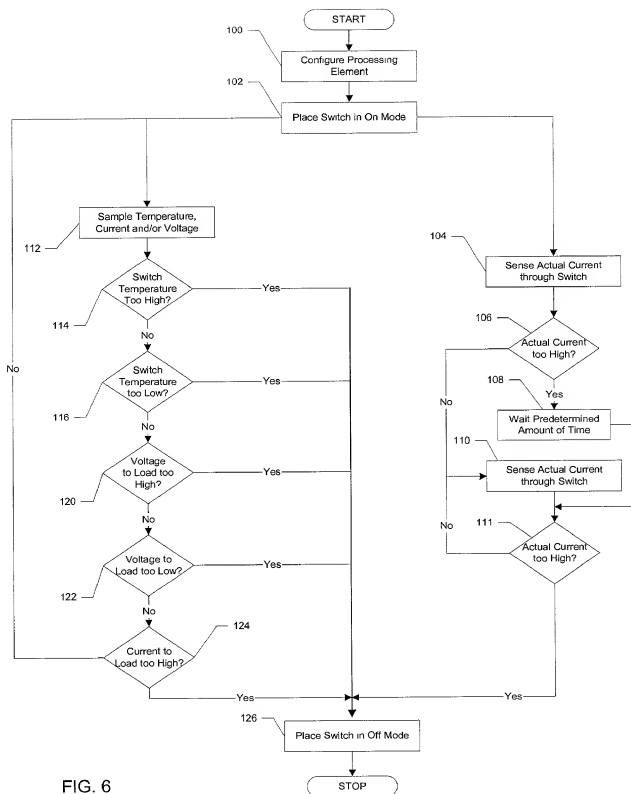 START
100
Configure Processing
Element
102
Place Switch in On Mode
Sample Temperature,
Current and/or Voltage
112
104
Sense Actual Current
through Switch
Switch
Temperature
Too High?
Yes
114
106
Actual Current
too High?
No
No
Switch
Temperature
too Low?
Yes
116
No
Yes
108
Wait Predetermined
Amount of Time
No
110
Voltage
to Load too
High?
Yes
120
Sense Actual Current
through Switch
No
No
111
Actual Current
too High?
Voltage to
Load too Low?
Yes
122
No
124
Current to
Load too High?
Yes
Yes
126
Place Switch in Off Mode
STOP
FIG. 6